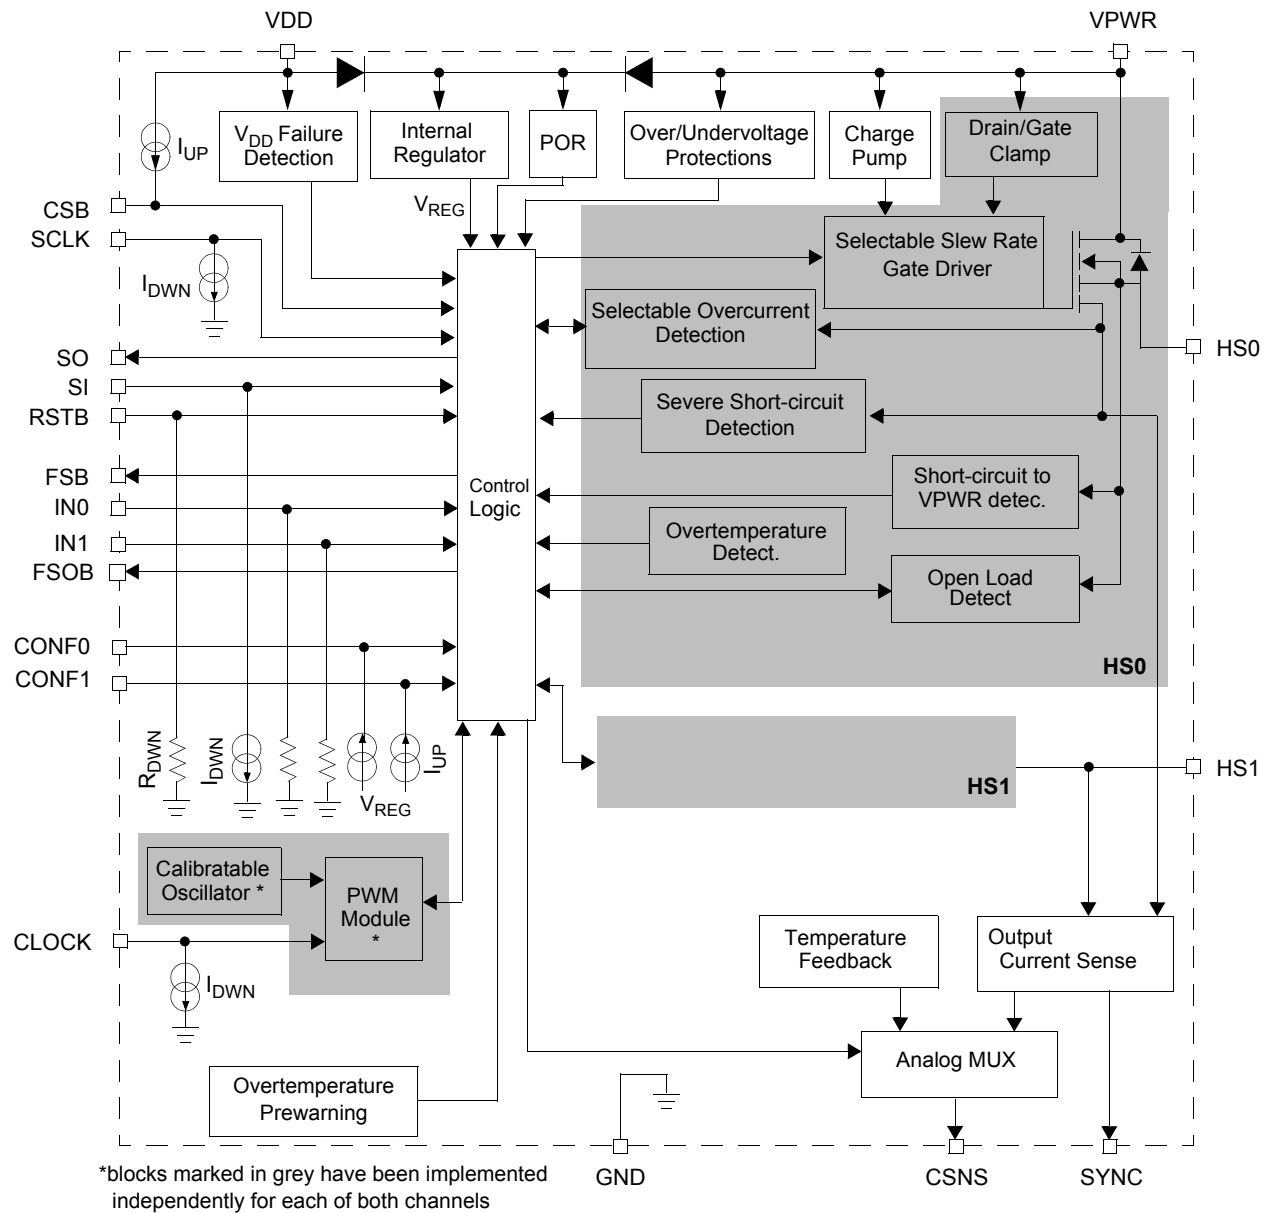 VDD
VPWR
VDD Failure
Detection
Internal
Regulator
POR
Over/Undervoltage
Protections
Charge
Pump
Drain/Gate
Clamp
IUP
VREG
CSB
SCLK
IDWN
Selectable Slew Rate
Gate Driver
Selectable Overcurrent
Detection
HS0
SO
SI
RSTB
Severe Short-circuit
Detection
FSB
IN0
IN1
FSOB
Control
Logic
Short-circuit to
VPWR detec.
Overtemperature
Detect.
Open Load
Detect
CONF0
CONF1
HS0
RDWN
IDWN
IUP
VREG
HS1
HS1
Calibratable
Oscillator *
PWM
Module
*
CLOCK
IDWN
Temperature
Feedback
Output
Current Sense
Analog MUX
Overtemperature
Prewarning
GND
CSNS
SYNC
*blocks marked in grey have been implemented
independently for each of both channels